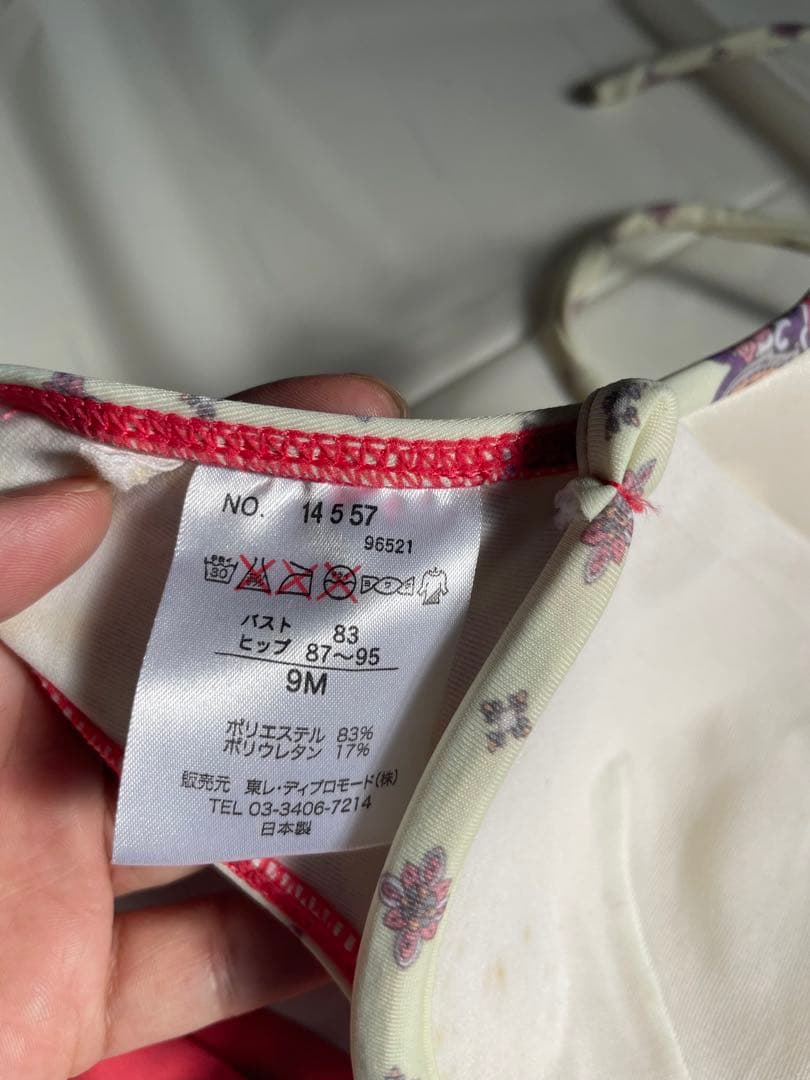 NO. 14 5 57
96521
30
バスト 83
ヒップ 87～95
9M
ポリエステル 83%
ポリウレタン 17%
販売元 東レ・ディプロモード(株)
TEL 03-3406-7214
日本製